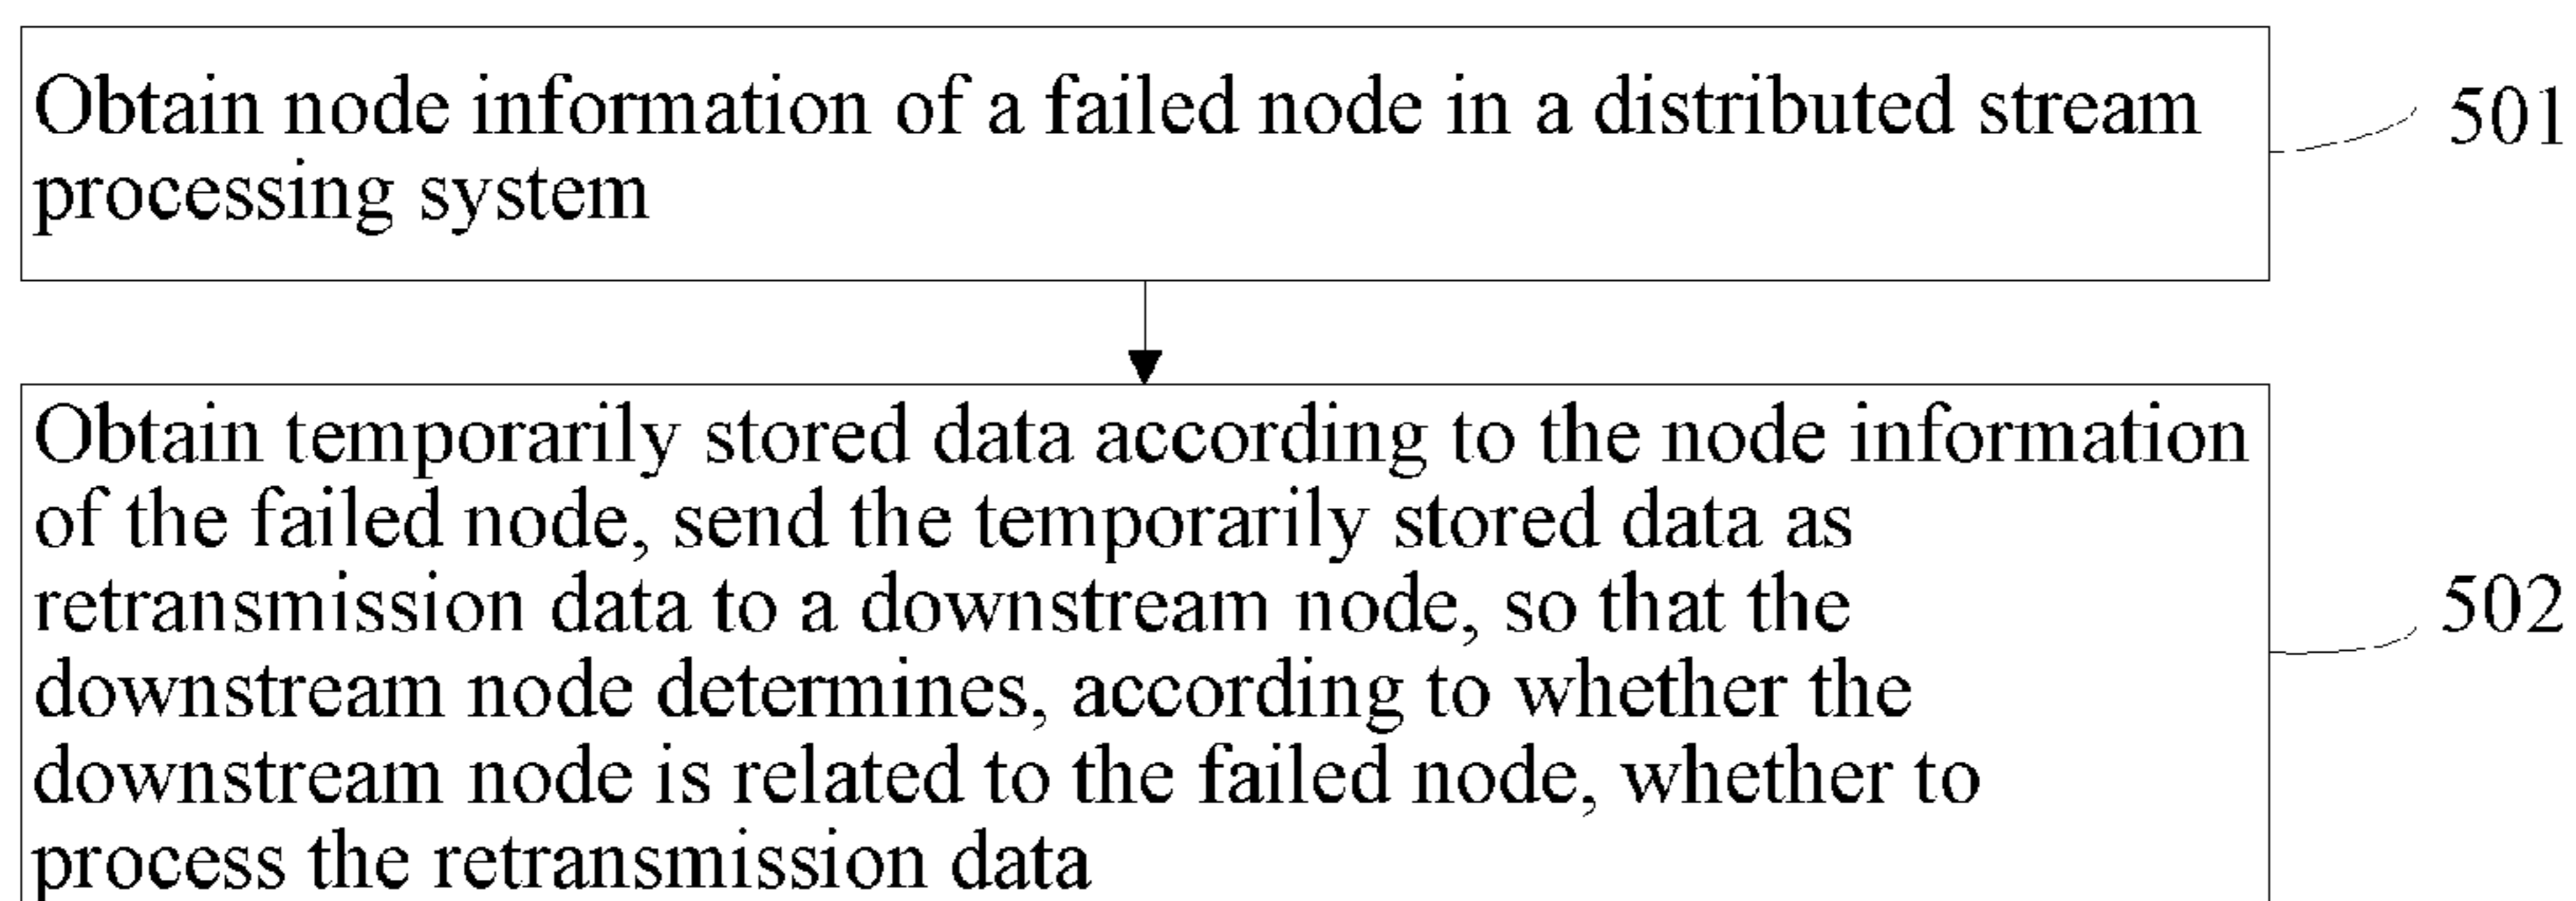 Obtain node information of a failed node in a distributed stream
processing system
501
Obtain temporarily stored data according to the node information
of the failed node, send the temporarily stored data as
retransmission data to a downstream node, so that the
downstream node determines, according to whether the
downstream node is related to the failed node, whether to
process the retransmission data
502